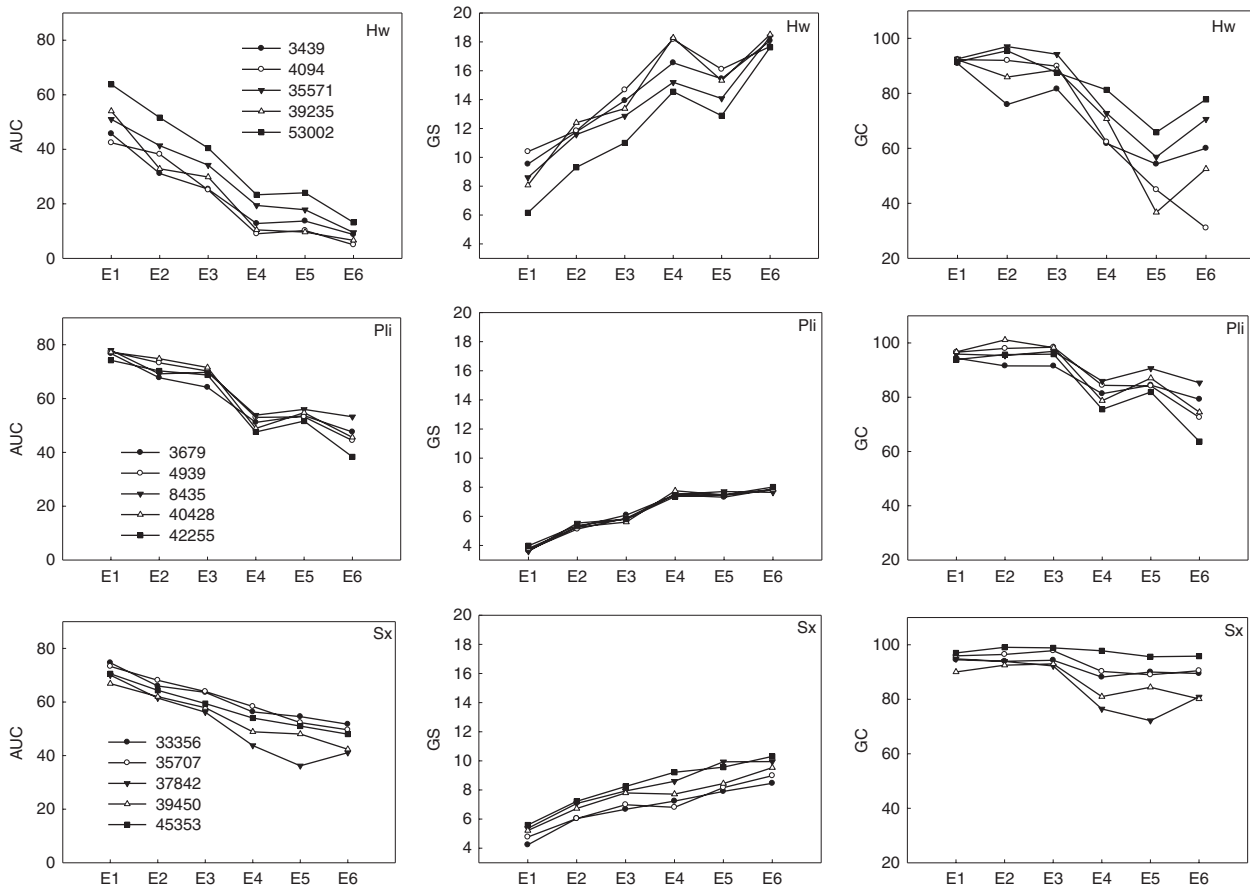 Hw
80
60
40
20
0
AUC
3439
4094
35571
39235
53002
E1 E2 E3 E4 E5 E6
Hw
20
18
16
14
12
10
8
6
4
GS
E1 E2 E3 E4 E5 E6
Hw
100
80
60
40
20
GC
E1 E2 E3 E4 E5 E6
Pli
80
60
40
20
0
AUC
3679
4939
8435
40428
42255
E1 E2 E3 E4 E5 E6
Pli
20
18
16
14
12
10
8
6
4
GS
E1 E2 E3 E4 E5 E6
Pli
100
80
60
40
20
GC
E1 E2 E3 E4 E5 E6
Sx
80
60
40
20
0
AUC
33356
35707
37842
39450
45353
E1 E2 E3 E4 E5 E6
Sx
20
18
16
14
12
10
8
6
4
GS
E1 E2 E3 E4 E5 E6
Sx
100
80
60
40
20
GC
E1 E2 E3 E4 E5 E6